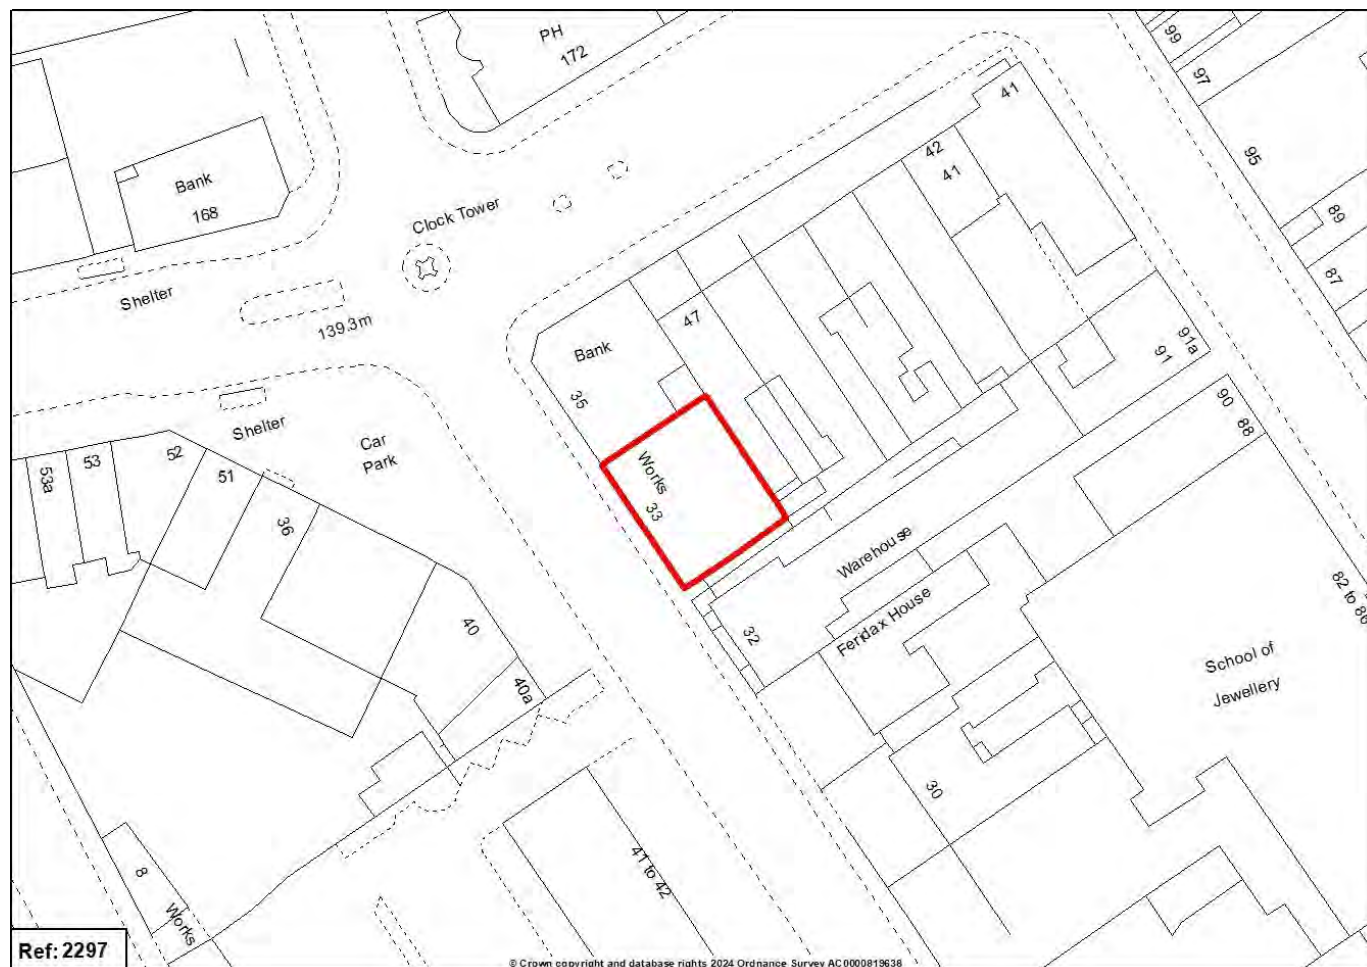 PH
172
99
97
95
89
87
41
42
41
Bank
168
Clock Tower
Shelter
139.3m
47
Bank
35
91a
91
90
88
Shelter
Car
Park
53a
53
52
51
36
Works
33
Warehouse
82 to 86
Feridax House
32
School of
Jewellery
40
40a
30
41 to 42
8
Works
Ref: 2297
© Crown copyright and database rights 2024 Ordnance Survey AC0000819638